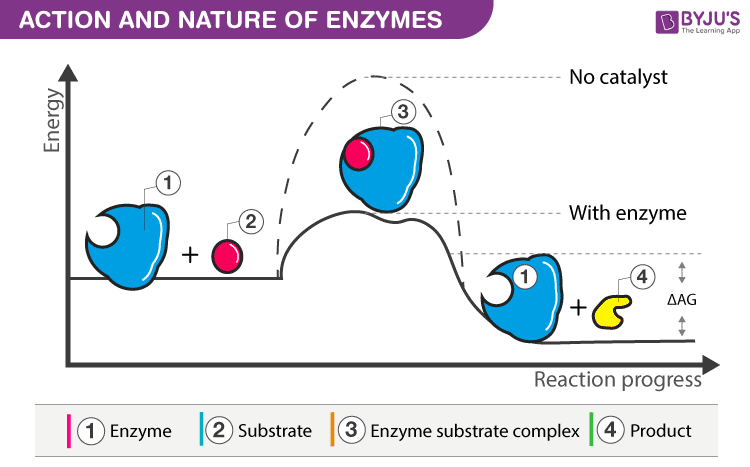 ACTION AND NATURE OF ENZYMES
BYJU'S
The Learning App
Energy
No catalyst
3
1
2
With enzyme
+
1
4
+
ΔAG
Reaction progress
1 Enzyme
2 Substrate
3 Enzyme substrate complex
4 Product